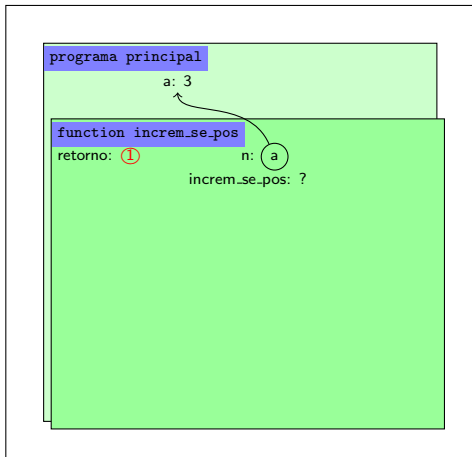 programa principal
a: 3
function increm_se_pos
retorno: 1 n: a
increm_se_pos: ?